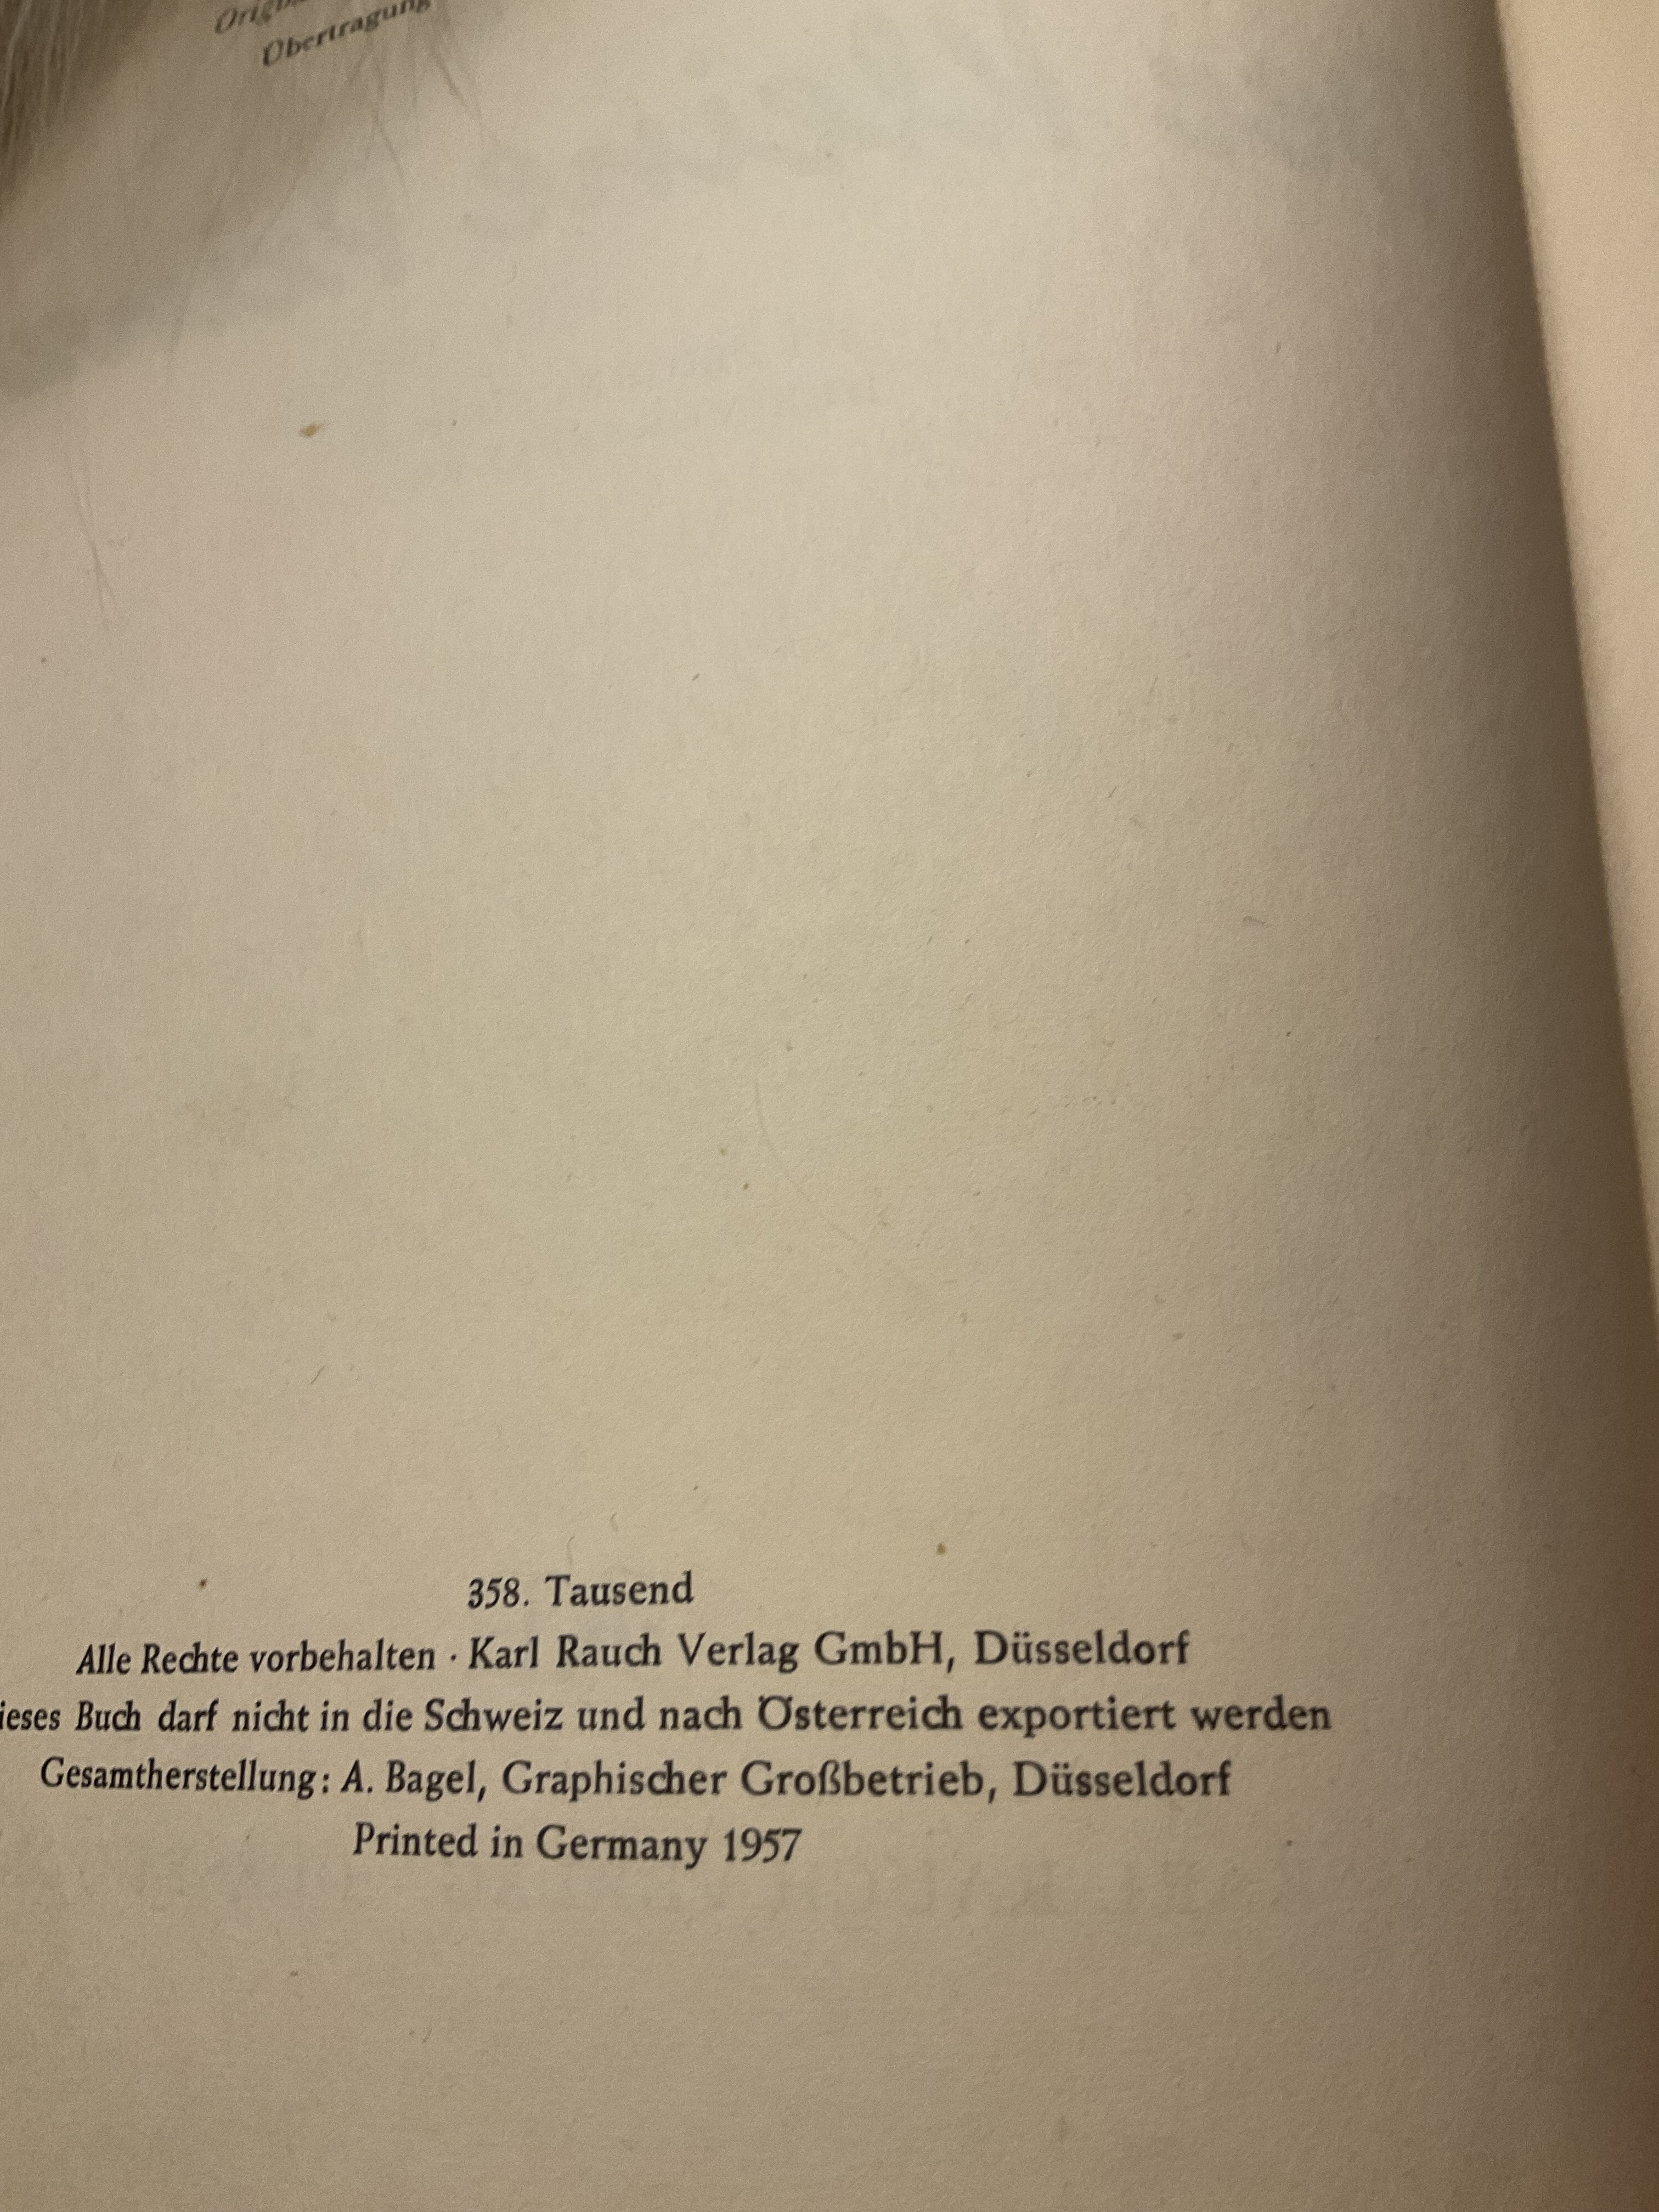 Übertragung
358. Tausend
Alle Rechte vorbehalten · Karl Rauch Verlag GmbH, Düsseldorf
Buch darf nicht in die Schweiz und nach Österreich exportiert werden
Gesamtherstellung: A. Bagel, Graphischer Großbetrieb, Düsseldorf
Printed in Germany 1957